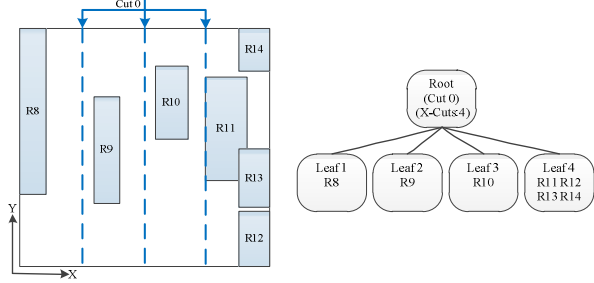 Cut 0
R8
R9
R10
R11
R14
R13
R12
Y
X
Root
(Cut 0)
(X-Cuts:4)
Leaf 1
R8
Leaf 2
R9
Leaf 3
R10
Leaf 4
R11 R12
R13 R14